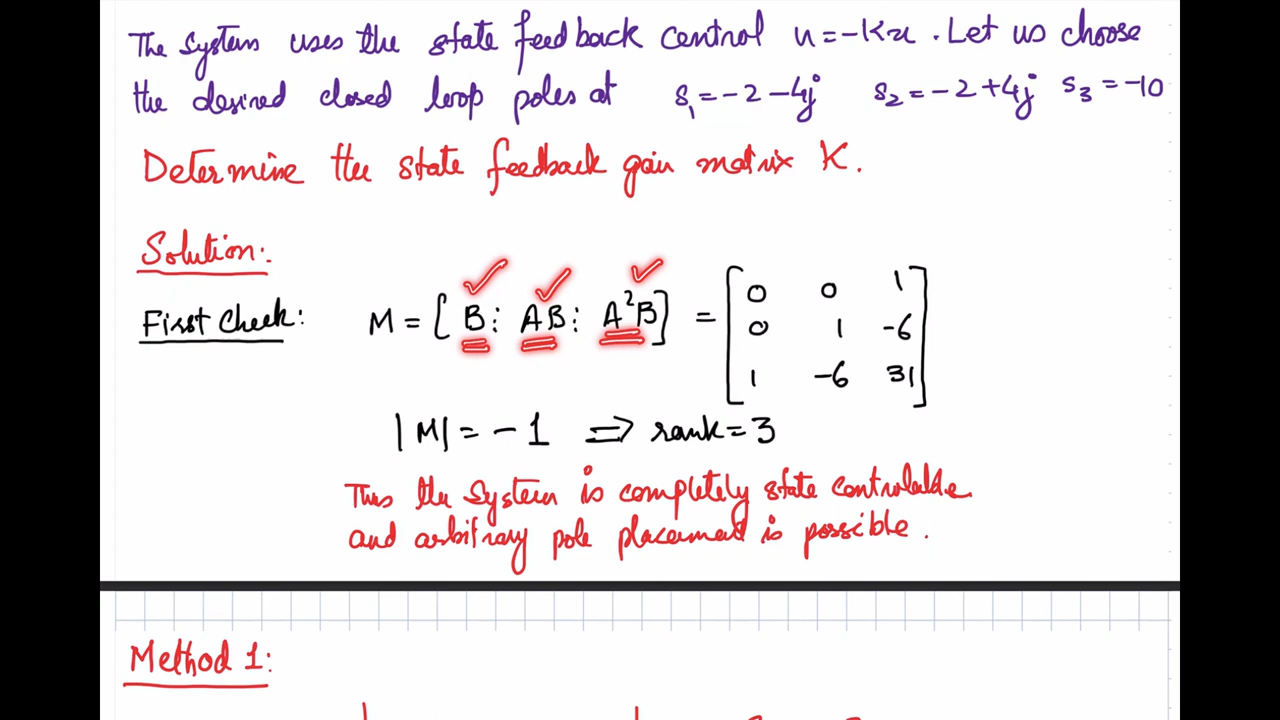 The system uses the state feedback control u=-Kx. Let us choose
the desired closed loop poles at s₁=-2-4j s₂=-2+4j s₃=-10
Determine the state feedback gain matrix K.
Solution:
First Check: M = [B ⋮ AB ⋮ A²B] = [0 0 1
0 1 -6
1 -6 31]
|M| = -1 ⇒ rank=3
Thus the system is completely state controllable
and arbitrary pole placement is possible.
Method 1: